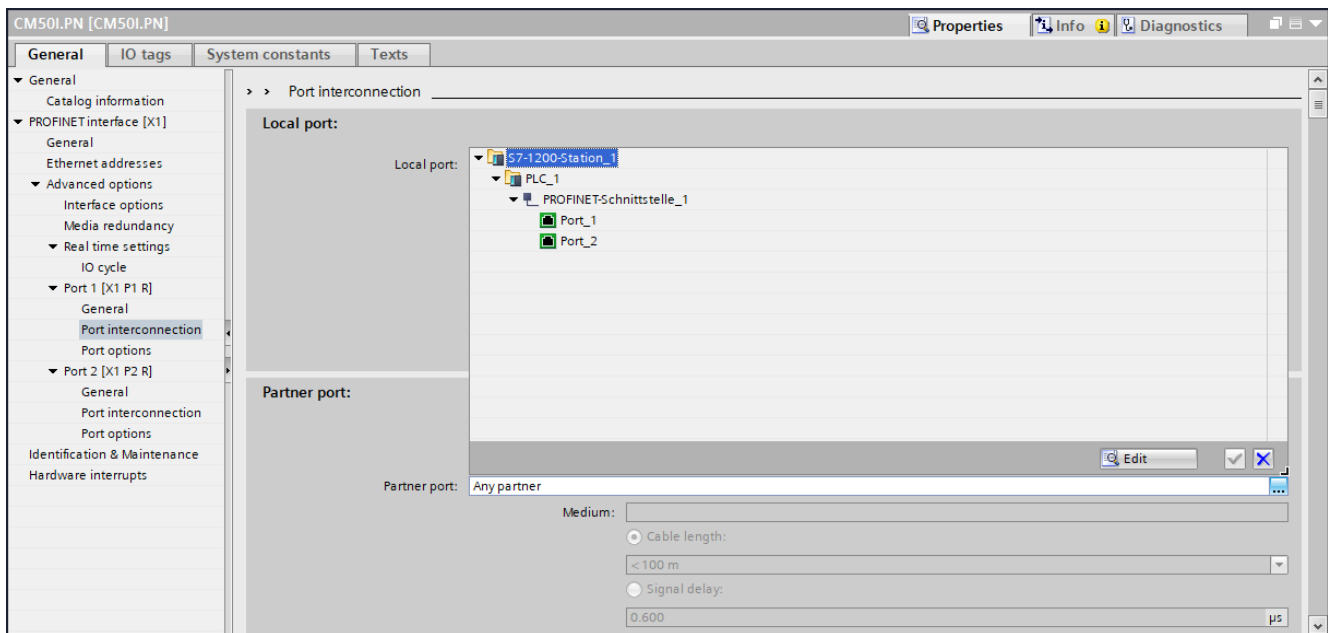 CM50I.PN [CM50I.PN]
Properties
Info
Diagnostics
General
IO tags
System constants
Texts
General
Catalog information
PROFINET interface [X1]
General
Ethernet addresses
Advanced options
Interface options
Media redundancy
Real time settings
IO cycle
Port 1 [X1 P1 R]
General
Port interconnection
Port options
Port 2 [X1 P2 R]
General
Port interconnection
Port options
Identification & Maintenance
Hardware interrupts
> > Port interconnection
Local port:
Local port:
S7-1200-Station_1
PLC_1
PROFINET-Schnittstelle_1
Port_1
Port_2
Partner port:
Edit
Partner port: Any partner
...
Medium:
Cable length:
< 100 m
Signal delay:
0.600 µs